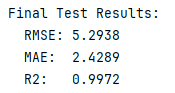 Final Test Results:
RMSE: 5.2938
MAE: 2.4289
R2: 0.9972